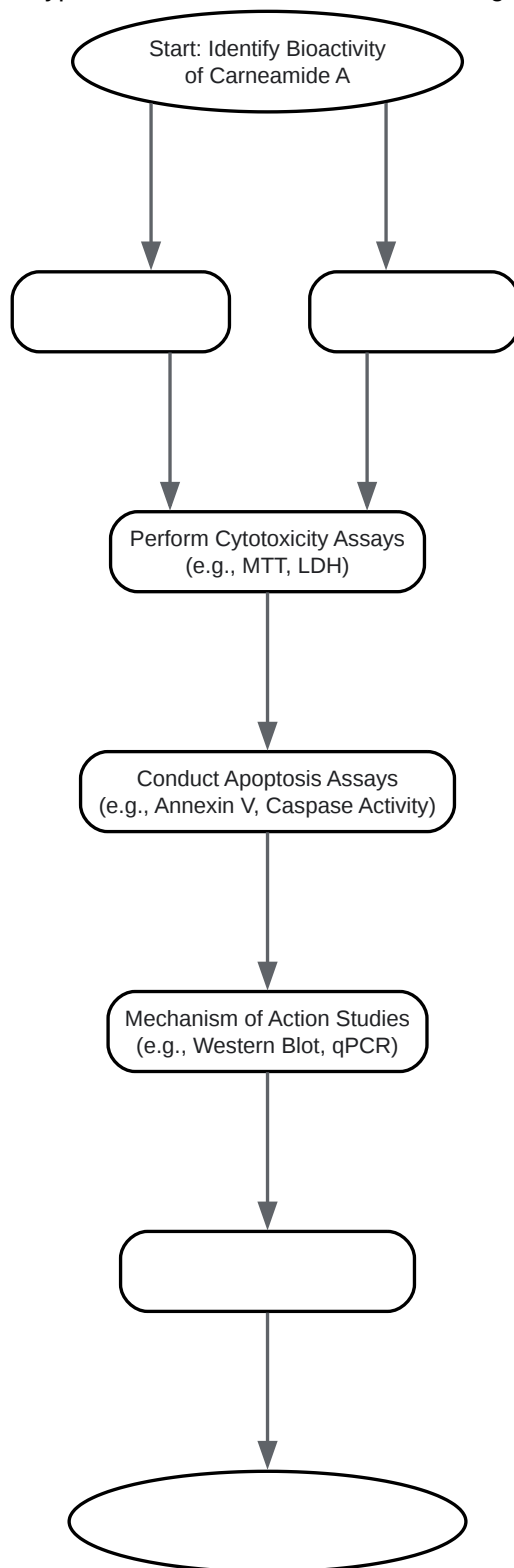 Start: Identify Bioactivity
of Carneamide A
Perform Cytotoxicity Assays
(e.g., MTT, LDH)
Conduct Apoptosis Assays
(e.g., Annexin V, Caspase Activity)
Mechanism of Action Studies
(e.g., Western Blot, qPCR)